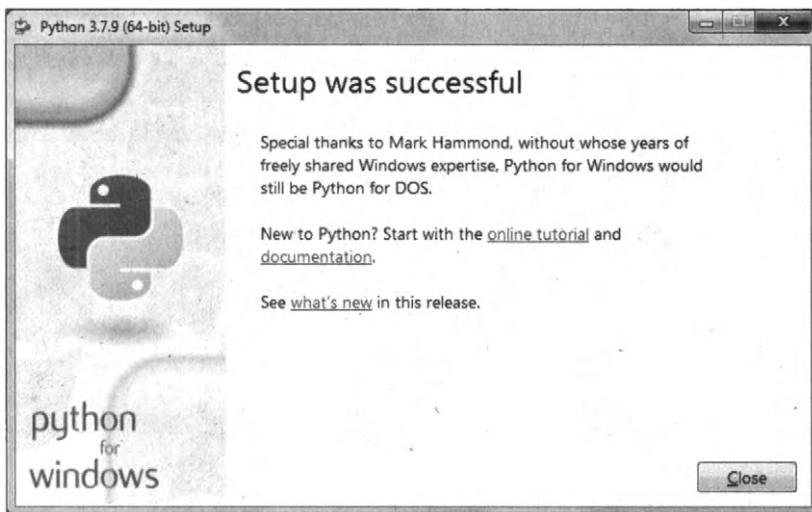 Python 3.7.9 (64-bit) Setup
Setup was successful
Special thanks to Mark Hammond, without whose years of
freely shared Windows expertise, Python for Windows would
still be Python for DOS.
New to Python? Start with the online tutorial and
documentation.
See what's new in this release.
python
for
windows
Close